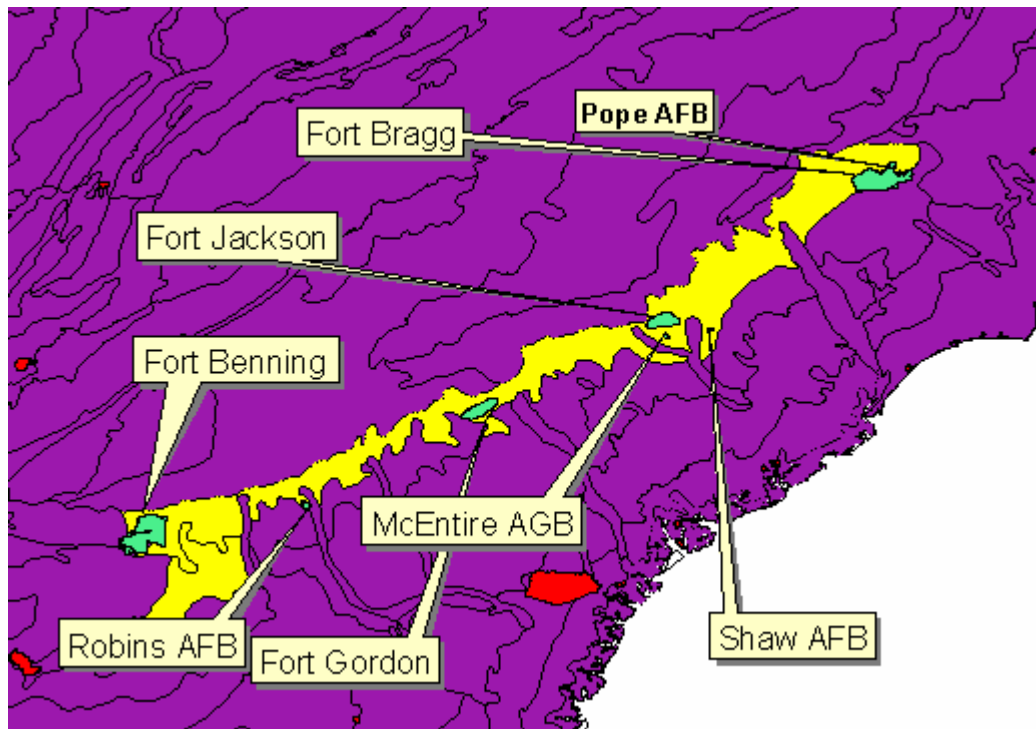 Pope AFB
Fort Bragg
Fort Jackson
Fort Benning
McEntire AGB
Robins AFB
Fort Gordon
Shaw AFB